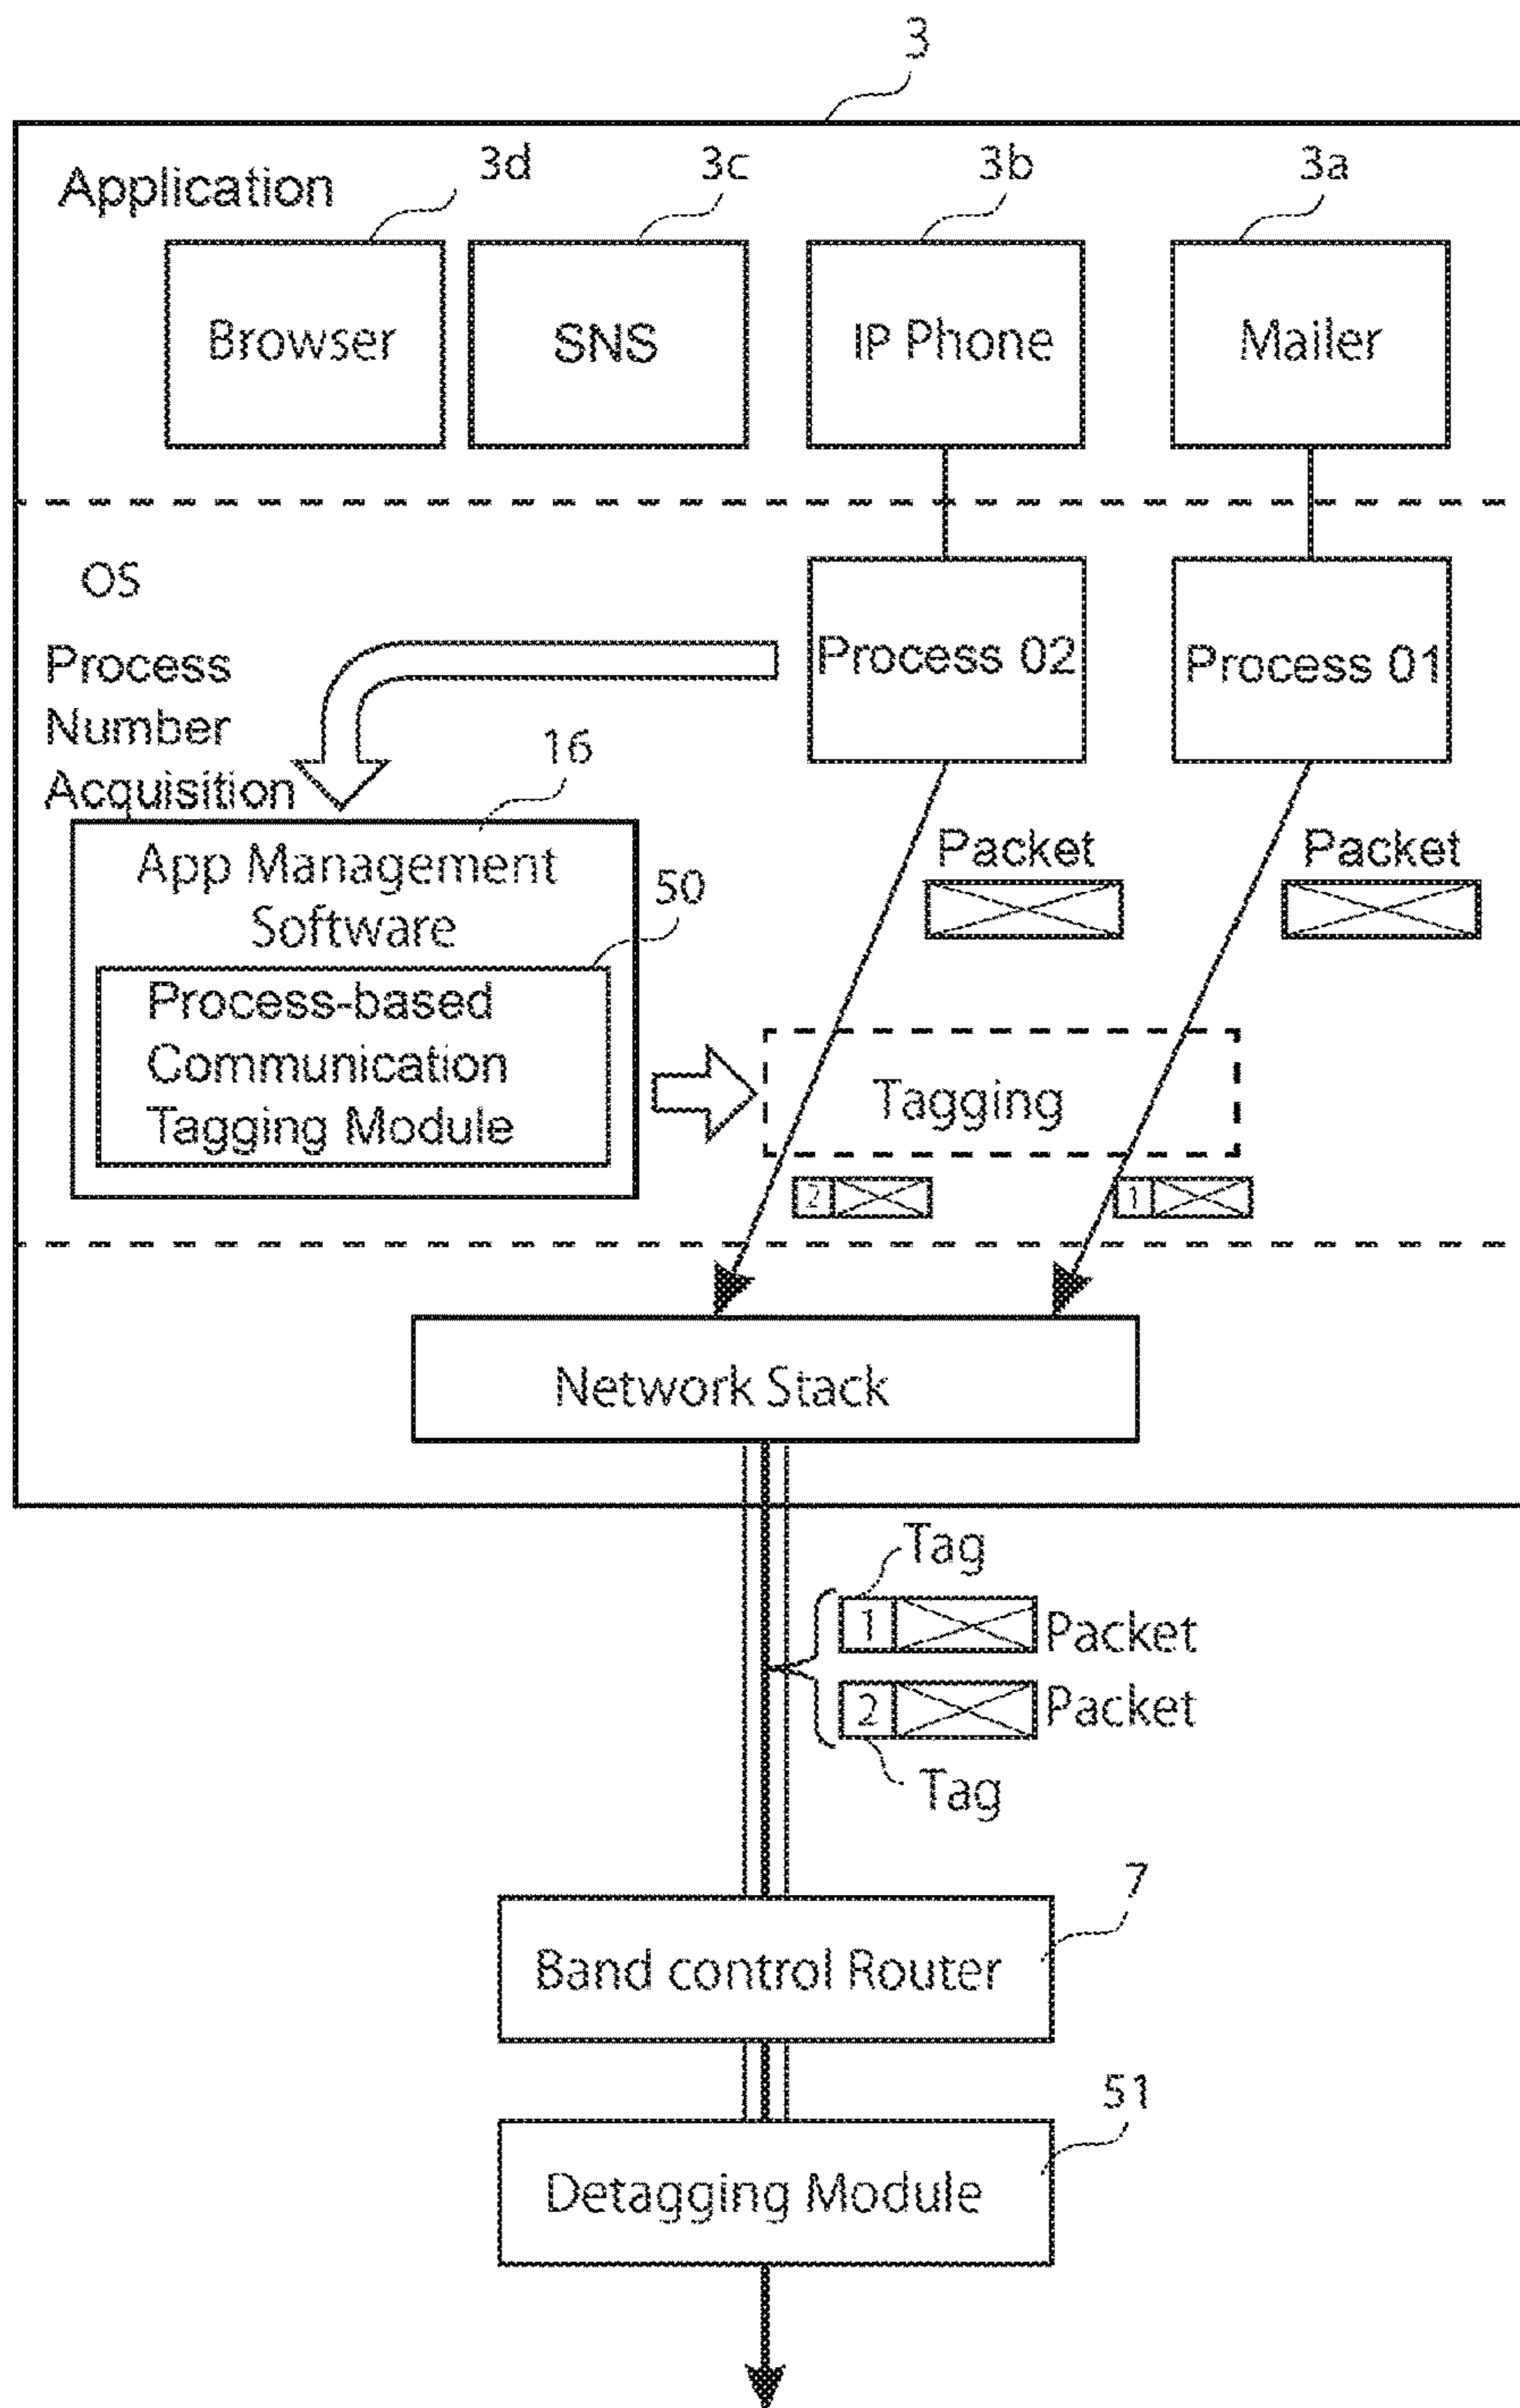 3
Application
3d
3c
3b
3a
Browser
SNS
IP Phone
Mailer
OS
Process
Number
Acquisition
Process 02
Process 01
16
App Management
Software
50
Process-based
Communication
Tagging Module
Packet
Packet
Tagging
2
1
Network Stack
Tag
1
Packet
2
Packet
Tag
7
Band control Router
51
Detagging Module